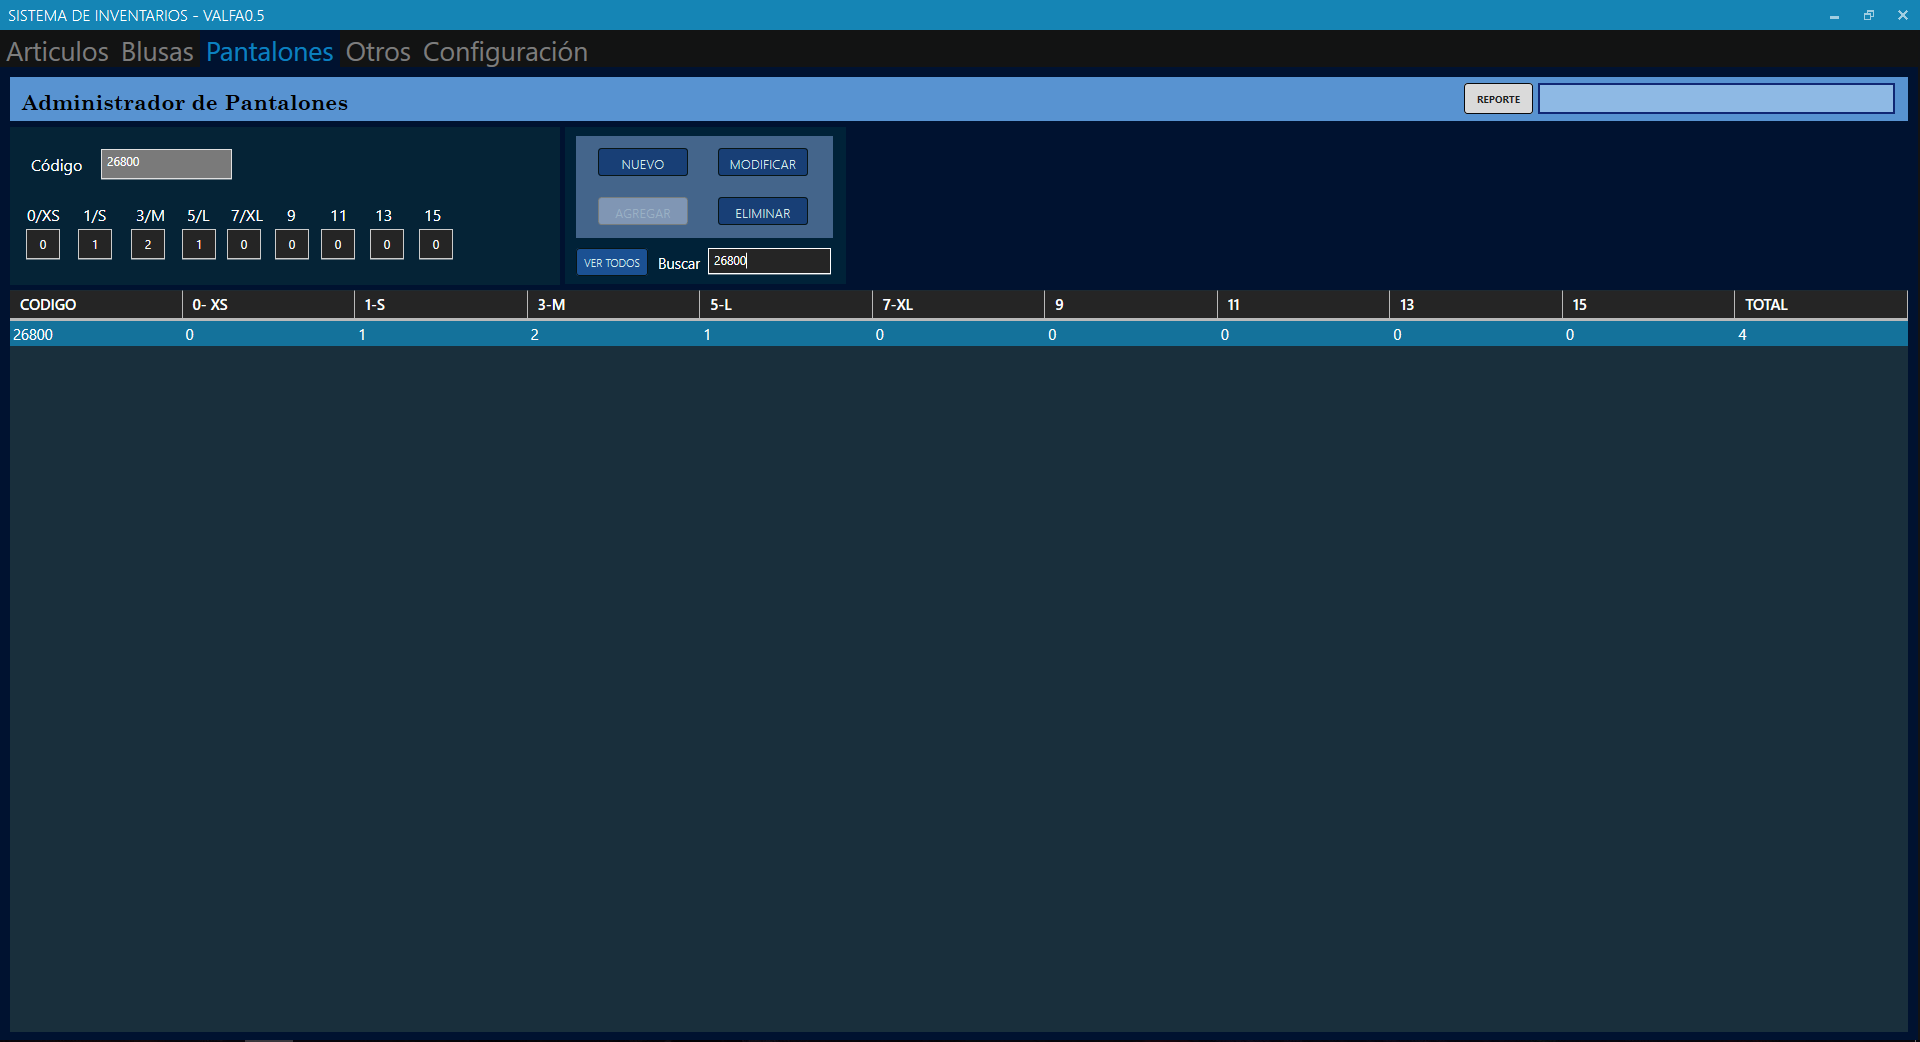 SISTEMA DE INVENTARIOS - VALFA0.5
Articulos Blusas Pantalones Otros Configuración
Administrador de Pantalones
REPORTE
Código 26800
0/XS 1/S 3/M 5/L 7/XL 9 11 13 15
0 1 2 1 0 0 0 0 0
NUEVO MODIFICAR
AGREGAR ELIMINAR
VER TODOS Buscar 26800
CODIGO 0- XS 1-S 3-M 5-L 7-XL 9 11 13 15 TOTAL
26800 0 1 2 1 0 0 0 0 0 4